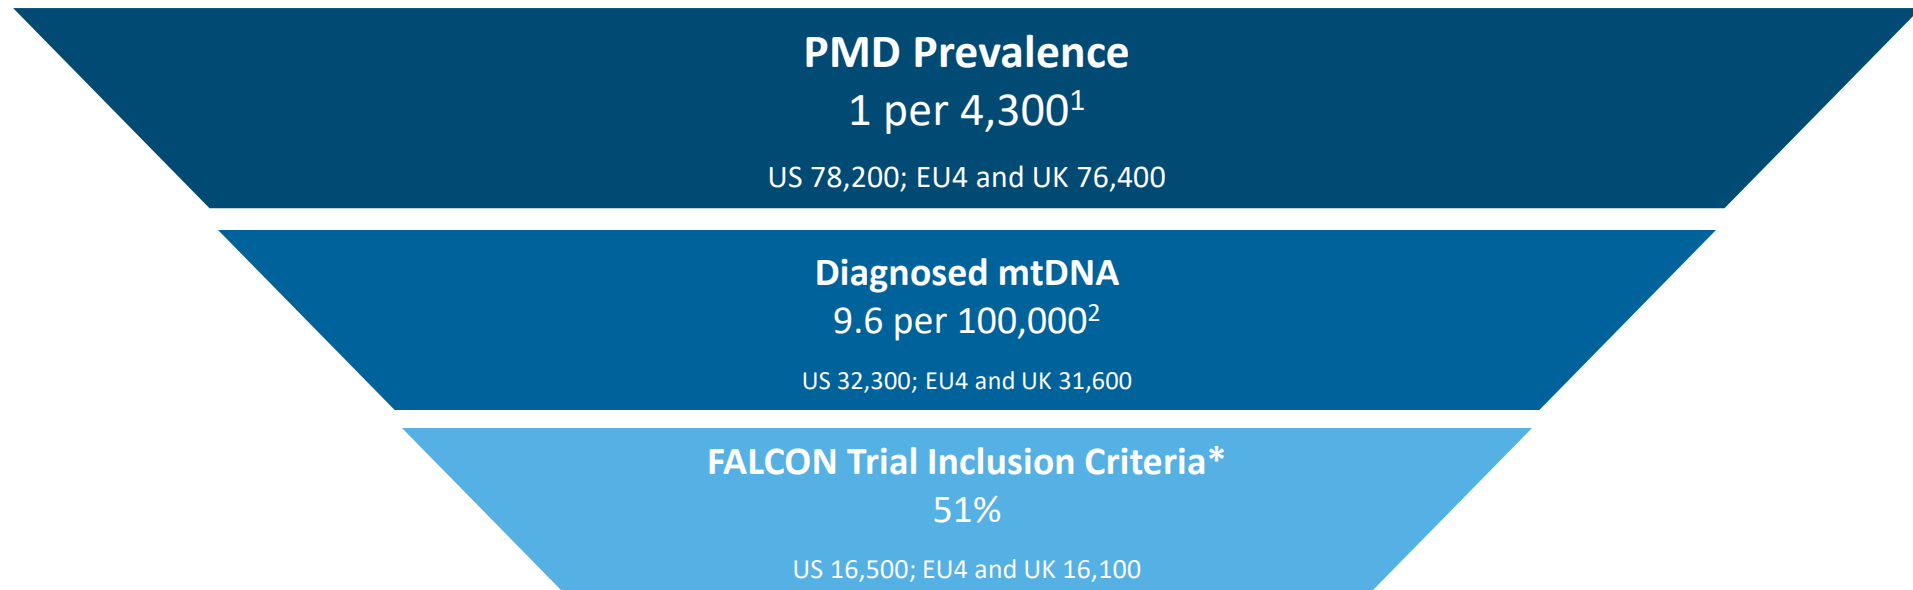 PMD Prevalence
1 per 4,300¹
US 78,200; EU4 and UK 76,400
Diagnosed mtDNA
9.6 per 100,000²
US 32,300; EU4 and UK 31,600
FALCON Trial Inclusion Criteria*
51%
US 16,500; EU4 and UK 16,100